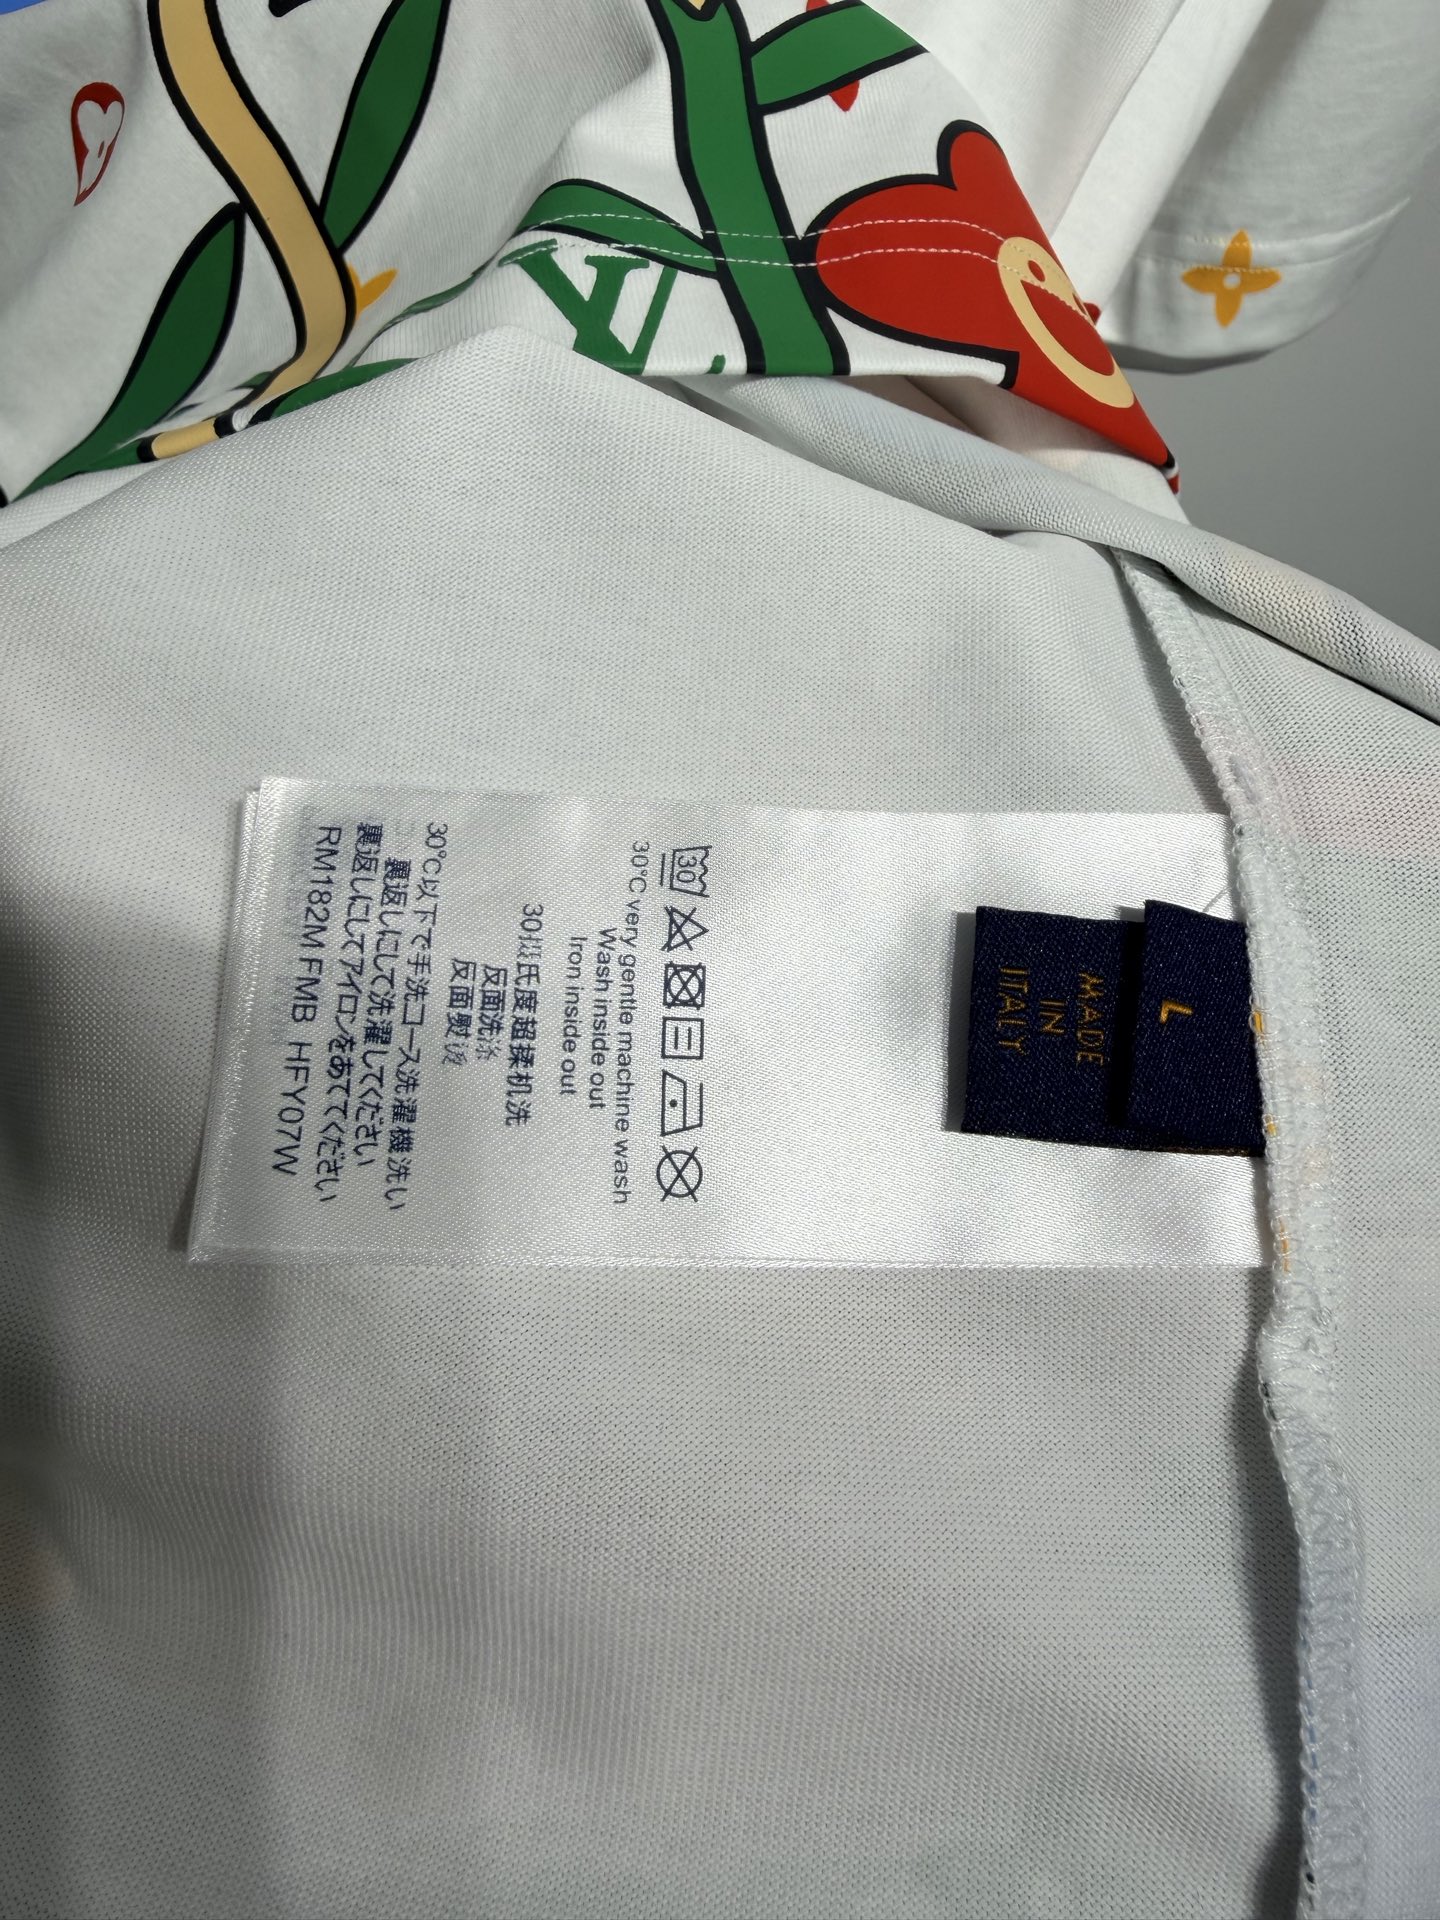 LV
L
MADE
IN
ITALY
30
30°C very gentle machine wash
Wash inside out
Iron inside out
30摄氏度超揉机洗
反面洗涤
反面熨烫
30℃以下で手洗コース洗濯機洗い
裏返しにして洗濯してください
裏返しにしてアイロンをあててください
RM182M FMB HFY07W